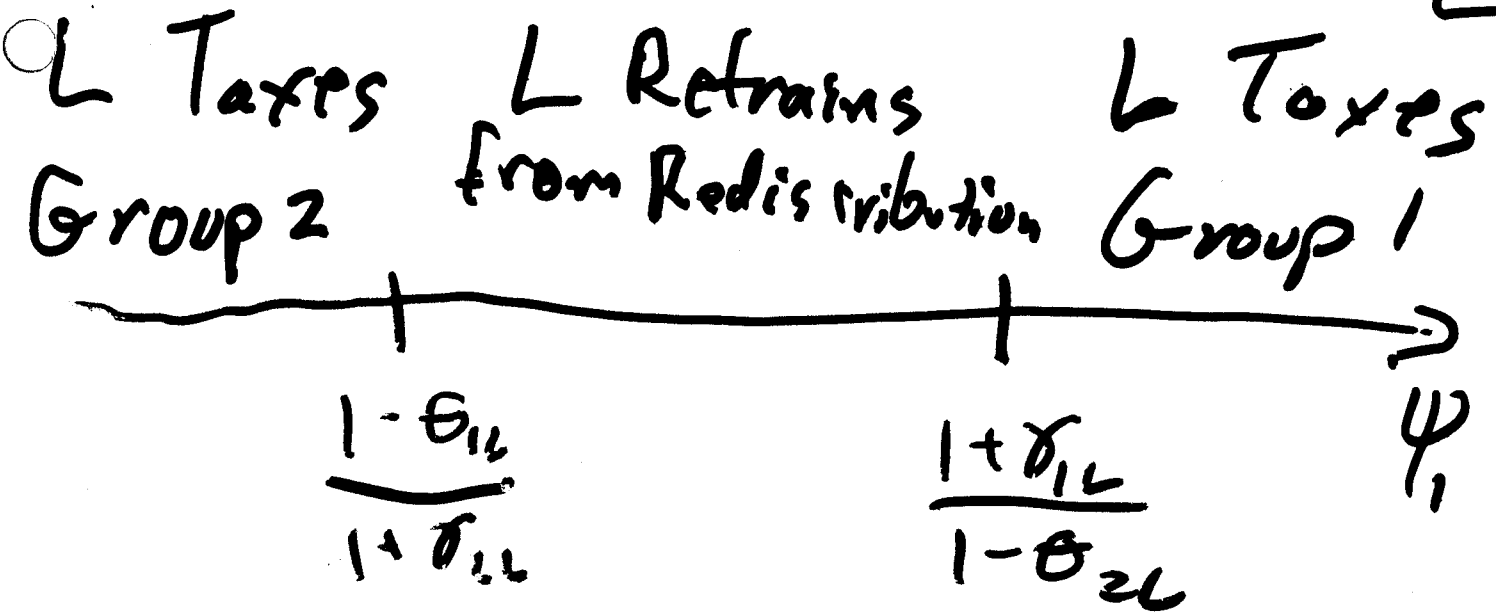 L Taxes L Refrains L Taxes
Group 2 from Redistribution Group 1
1 - θ₁L / 1 + γ₁L
1 + γ₁L / 1 - θ₂L
ψ₁